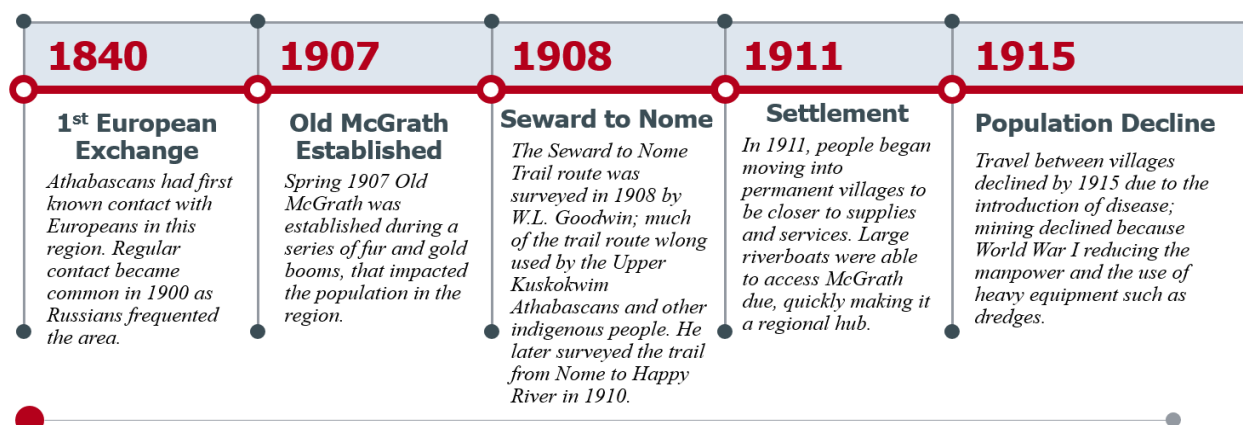 1840
1st European
Exchange
Athabascans had first
known contact with
Europeans in this
region. Regular
contact became
common in 1900 as
Russians frequented
the area.
1907
Old McGrath
Established
Spring 1907 Old
McGrath was
established during a
series of fur and gold
booms, that impacted
the population in the
region.
1908
Seward to Nome
The Seward to Nome
Trail route was
surveyed in 1908 by
W.L. Goodwin; much
of the trail route wlong
used by the Upper
Kuskokwim
Athabascans and other
indigenous people. He
later surveyed the trail
from Nome to Happy
River in 1910.
1911
Settlement
In 1911, people began
moving into
permanent villages to
be closer to supplies
and services. Large
riverboats were able
to access McGrath
due, quickly making it
a regional hub.
1915
Population Decline
Travel between villages
declined by 1915 due to the
introduction of disease;
mining declined because
World War I reducing the
manpower and the use of
heavy equipment such as
dredges.